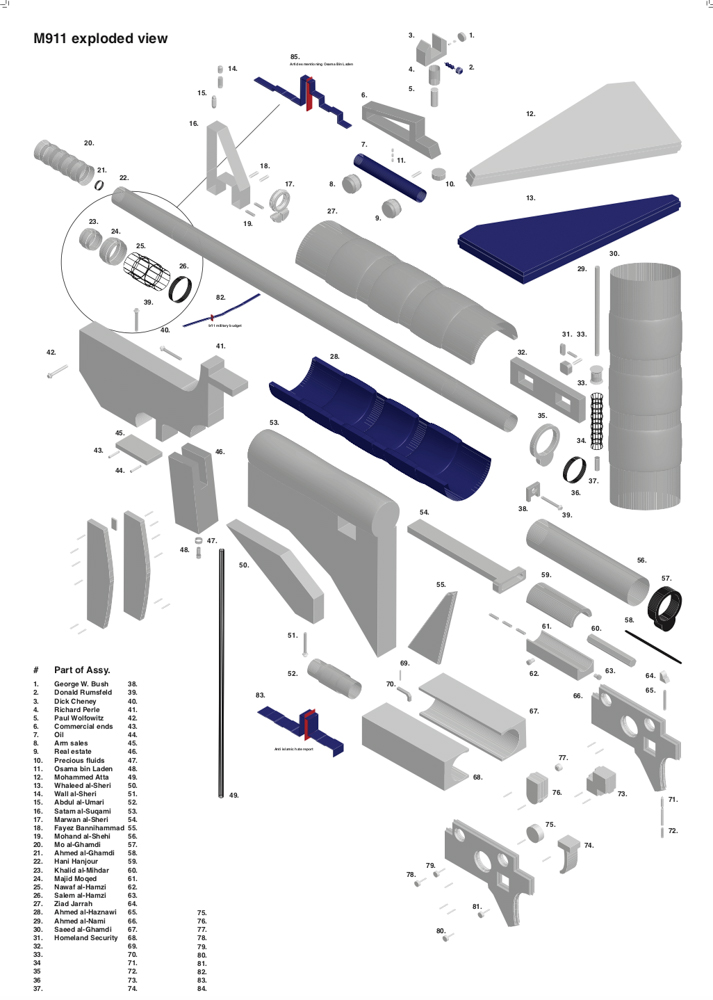 M911 exploded view
3.
1.
2.
85.
Articles mentioning Osama Bin Laden
14.
4.
5.
15.
6.
12.
16.
20.
7.
11.
21.
18.
22.
8.
17.
10.
9.
13.
19.
27.
23.
24.
25.
30.
26.
29.
39.
82.
military budget
40.
31.
33.
42.
41.
32.
28.
33.
35.
53.
34.
45.
43.
46.
44.
36.
37.
38.
39.
54.
47.
48.
50.
56.
59.
57.
55.
58.
60.
61.
51.
69.
63.
62.
64.
52.
70.
65.
66.
83.
67.
Anti islamic hate report
77.
68.
49.
76.
73.
71.
75.
72.
74.
79.
78.
81.
80.
# Part of Assy.
1. George W. Bush 38.
2. Donald Rumsfeld 39.
3. Dick Cheney 40.
4. Richard Perle 41.
5. Paul Wolfowitz 42.
6. Commercial ends 43.
7. Oil 44.
8. Arm sales 45.
9. Real estate 46.
10. Precious fluids 47.
11. Osama bin Laden 48.
12. Mohammed Atta 49.
13. Whaleed al-Sheri 50.
14. Wall al-Sheri 51.
15. Abdul al-Umari 52.
16. Satam al-Suqami 53.
17. Marwan al-Sheri 54.
18. Fayez Bannihammad 55.
19. Mohand al-Shehi 56.
20. Mo al-Ghamdi 57.
21. Ahmed al-Ghamdi 58.
22. Hani Hanjour 59.
23. Khalid al-Mihdar 60.
24. Majid Moqed 61.
25. Nawaf al-Hamzi 62.
26. Salem al-Hamzi 63.
27. Ziad Jarrah 64.
28. Ahmed al-Haznawi 65. 75.
29. Ahmed al-Nami 66. 76.
30. Saeed al-Ghamdi 67. 77.
31. Homeland Security 68. 78.
32. 69. 79.
33. 70. 80.
34 71. 81.
35 72. 82.
36 73. 83.
37. 74. 84.